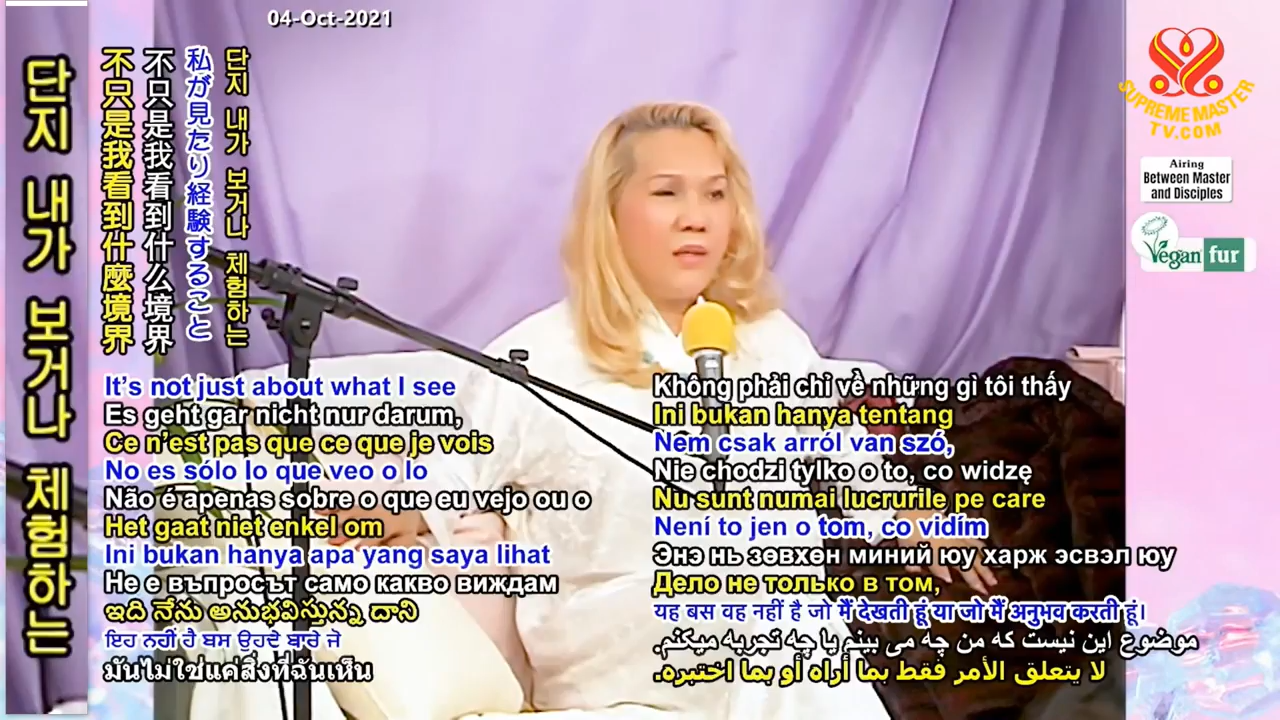 04-Oct-2021
단지 내가 보거나 체험하는
不只是我看到什麼境界
不只是我看到什么境界
私が見たり経験すること
단지 내가 보거나 체험하는
SUPREME MASTER
TV.COM
Airing
Between Master
and Disciples
Vegan fur
It's not just about what I see
Es geht gar nicht nur darum,
Ce n'est pas que ce que je vois
No es sólo lo que veo o lo
Não é apenas sobre o que eu vejo ou o
Het gaat niet enkel om
Ini bukan hanya apa yang saya lihat
Не е въпросът само какво виждам
ఇది నేను అనుభవిస్తున్న దాని
ਇਹ ਨਹੀਂ ਹੈ ਬਸ ਉਹਦੇ ਬਾਰੇ ਜੋ
มันไม่ใช่แค่สิ่งที่ฉันเห็น
Không phải chỉ về những gì tôi thấy
Ini bukan hanya tentang
Nem csak arról van szó,
Nie chodzi tylko o to, co widzę
Nu sunt numai lucrurile pe care
Není to jen o tom, co vidím
Энэ нь зөвхөн миний юу харж эсвэл юу
Дело не только в том,
यह बस वह नहीं है जो मैं देखती हूं या जो मैं अनुभव करती हूं।
موضوع این نیست که من چه می بینم یا چه تجربه میکنم.
لا يتعلق الأمر فقط بما أراه أو بما اختبره.